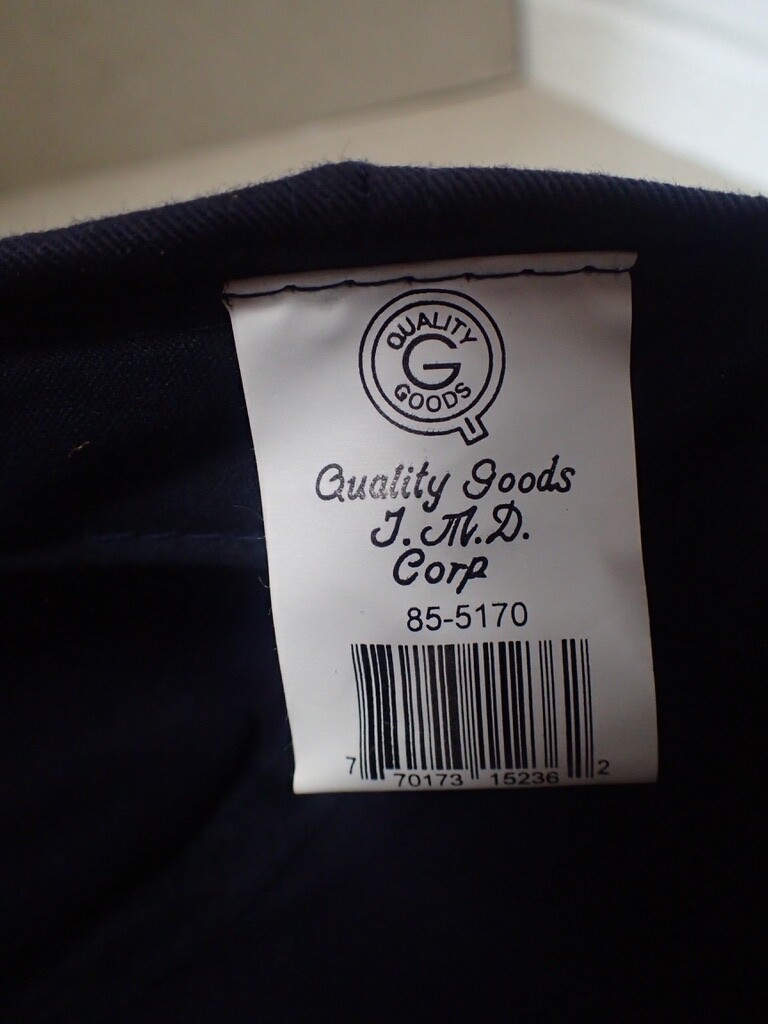 QUALITY
G
GOODS
Quality Goods
I.M.D.
Corp
85-5170
7 70173 15236 2